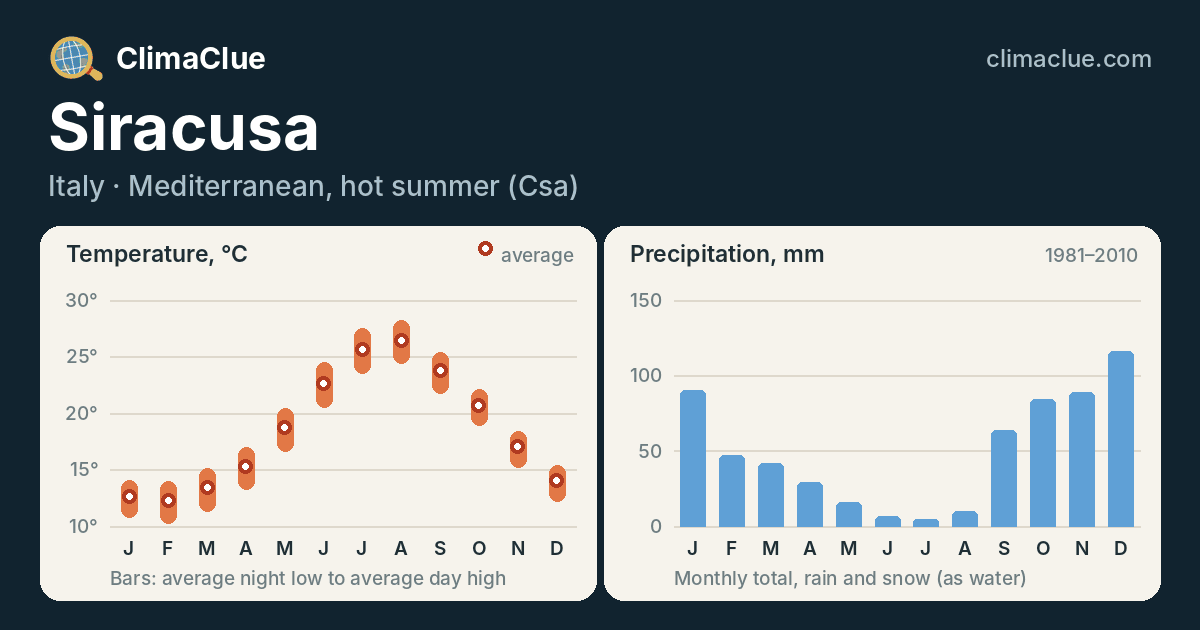 ClimaClue
climaclue.com
Siracusa
Italy · Mediterranean, hot summer (Csa)
Temperature, °C
average
30°
25°
20°
15°
10°
J F M A M J J A S O N D
Bars: average night low to average day high
Precipitation, mm
1981–2010
150
100
50
0
J F M A M J J A S O N D
Monthly total, rain and snow (as water)